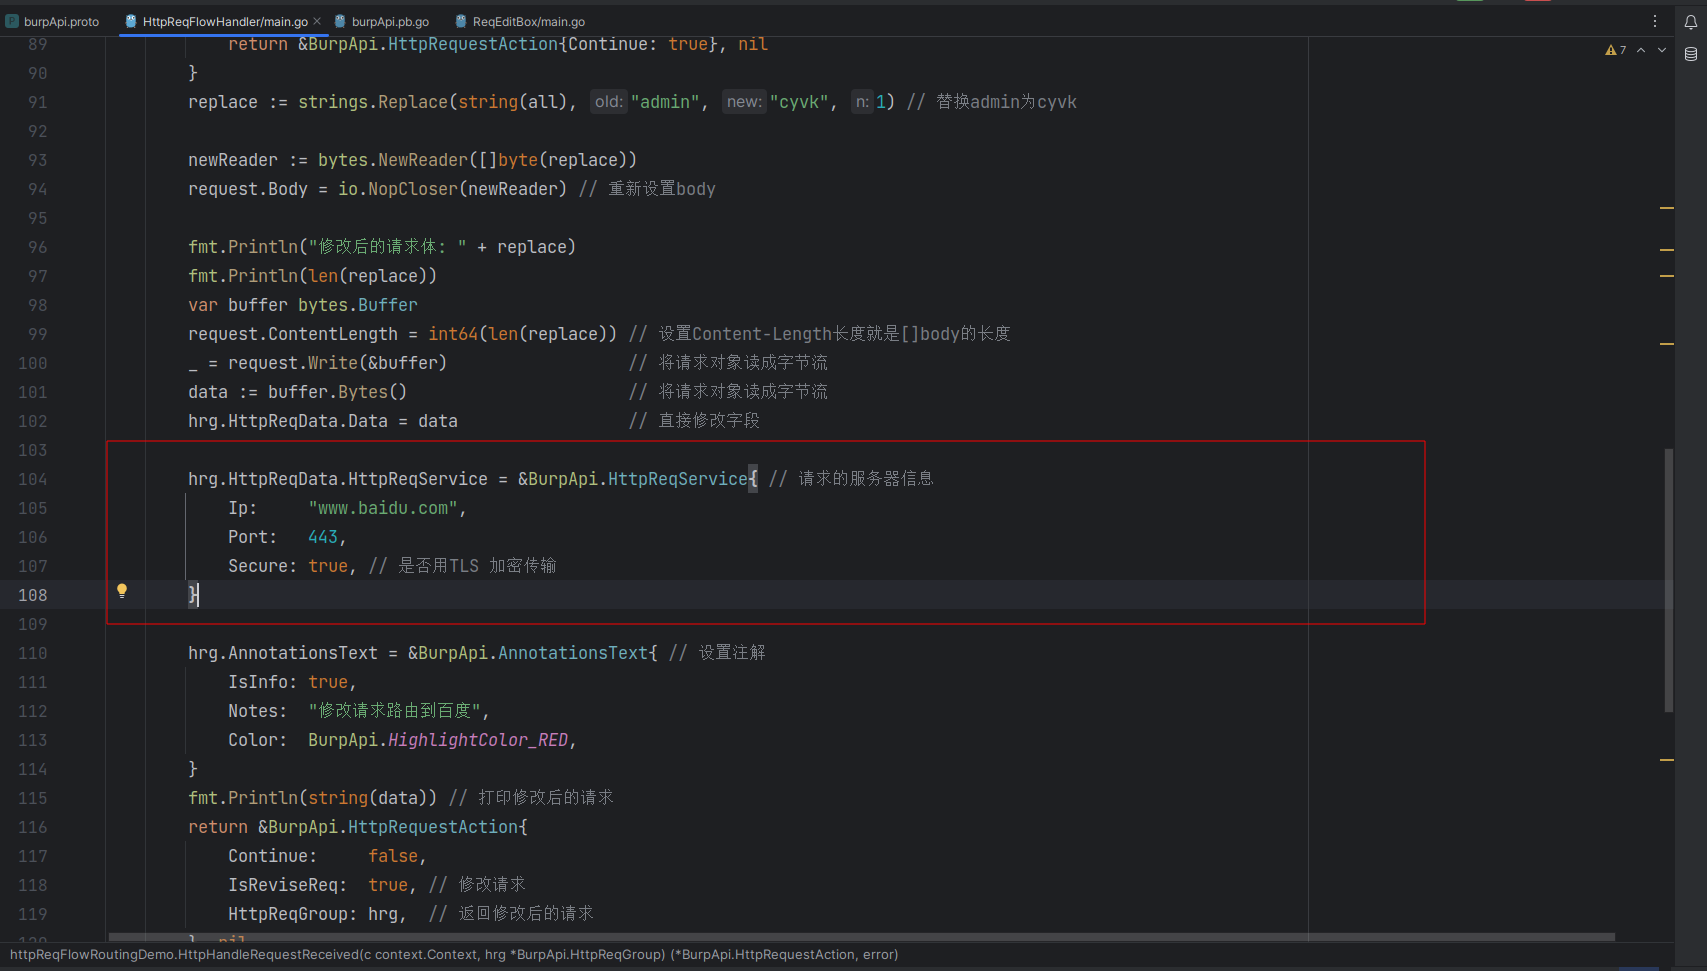 burpApi.proto HttpReqFlowHandler/main.go burpApi.pb.go ReqEditBox/main.go
7
89 return &BurpApi.HttpRequestAction{Continue: true}, nil
90 }
91 replace := strings.Replace(string(all), old: "admin", new: "cyvk", n: 1) // 替换admin为cyvk
92
93 newReader := bytes.NewReader([]byte(replace))
94 request.Body = io.NopCloser(newReader) // 重新设置body
95
96 fmt.Println("修改后的请求体: " + replace)
97 fmt.Println(len(replace))
98 var buffer bytes.Buffer
99 request.ContentLength = int64(len(replace)) // 设置Content-Length长度就是[]body的长度
100 _ = request.Write(&buffer) // 将请求对象读成字节流
101 data := buffer.Bytes() // 将请求对象读成字节流
102 hrg.HttpReqData.Data = data // 直接修改字段
103
104 hrg.HttpReqData.HttpReqService = &BurpApi.HttpReqService{ // 请求的服务器信息
105 Ip: "www.baidu.com",
106 Port: 443,
107 Secure: true, // 是否用TLS 加密传输
108 }
109
110 hrg.AnnotationsText = &BurpApi.AnnotationsText{ // 设置注解
111 IsInfo: true,
112 Notes: "修改请求路由到百度",
113 Color: BurpApi.HighlightColor_RED,
114 }
115 fmt.Println(string(data)) // 打印修改后的请求
116 return &BurpApi.HttpRequestAction{
117 Continue: false,
118 IsReviseReq: true, // 修改请求
119 HttpReqGroup: hrg, // 返回修改后的请求
120 }, nil
httpReqFlowRoutingDemo.HttpHandleRequestReceived(c context.Context, hrg *BurpApi.HttpReqGroup) (*BurpApi.HttpRequestAction, error)